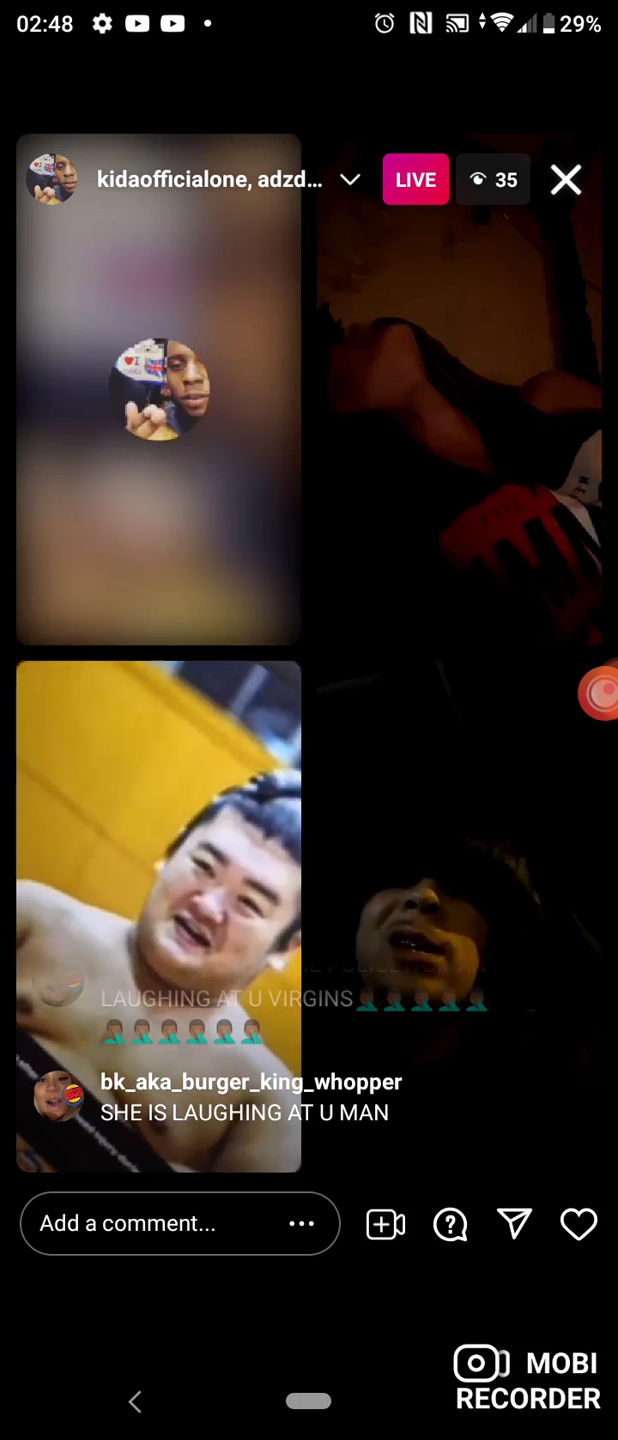 02:48
29%
kidaofficialone, adzd...
LIVE
35
LAUGHING AT U VIRGINS🤦🏾‍♂️🤦🏾‍♂️🤦🏾‍♂️🤦🏾‍♂️🤦🏾‍♂️
🤦🏾‍♂️🤦🏾‍♂️🤦🏾‍♂️🤦🏾‍♂️🤦🏾‍♂️🤦🏾‍♂️
bk_aka_burger_king_whopper
SHE IS LAUGHING AT U MAN
Add a comment...
MOBI
RECORDER